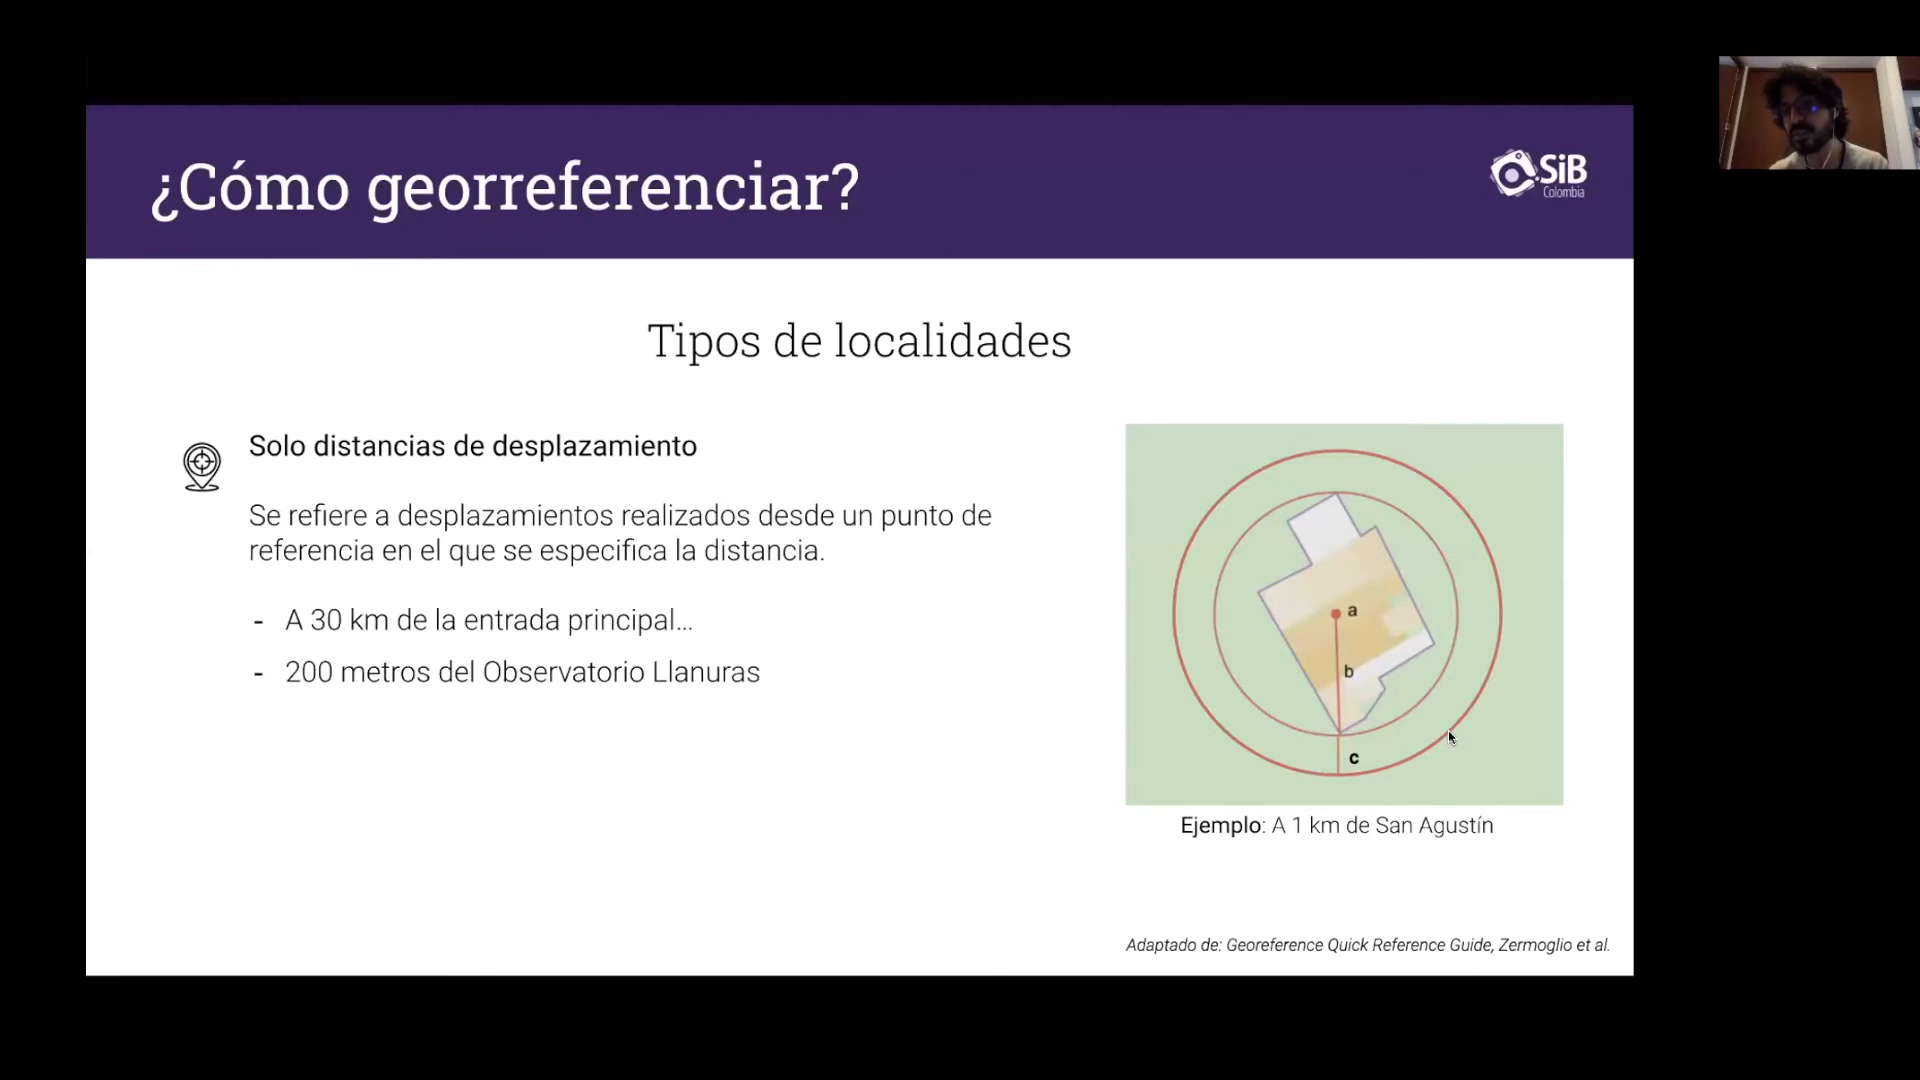 ¿Cómo georreferenciar?
SiB
Colombia
Tipos de localidades
Solo distancias de desplazamiento
Se refiere a desplazamientos realizados desde un punto de
referencia en el que se especifica la distancia.
- A 30 km de la entrada principal...
- 200 metros del Observatorio Llanuras
a
b
c
Ejemplo: A 1 km de San Agustín
Adaptado de: Georeference Quick Reference Guide, Zermoglio et al.